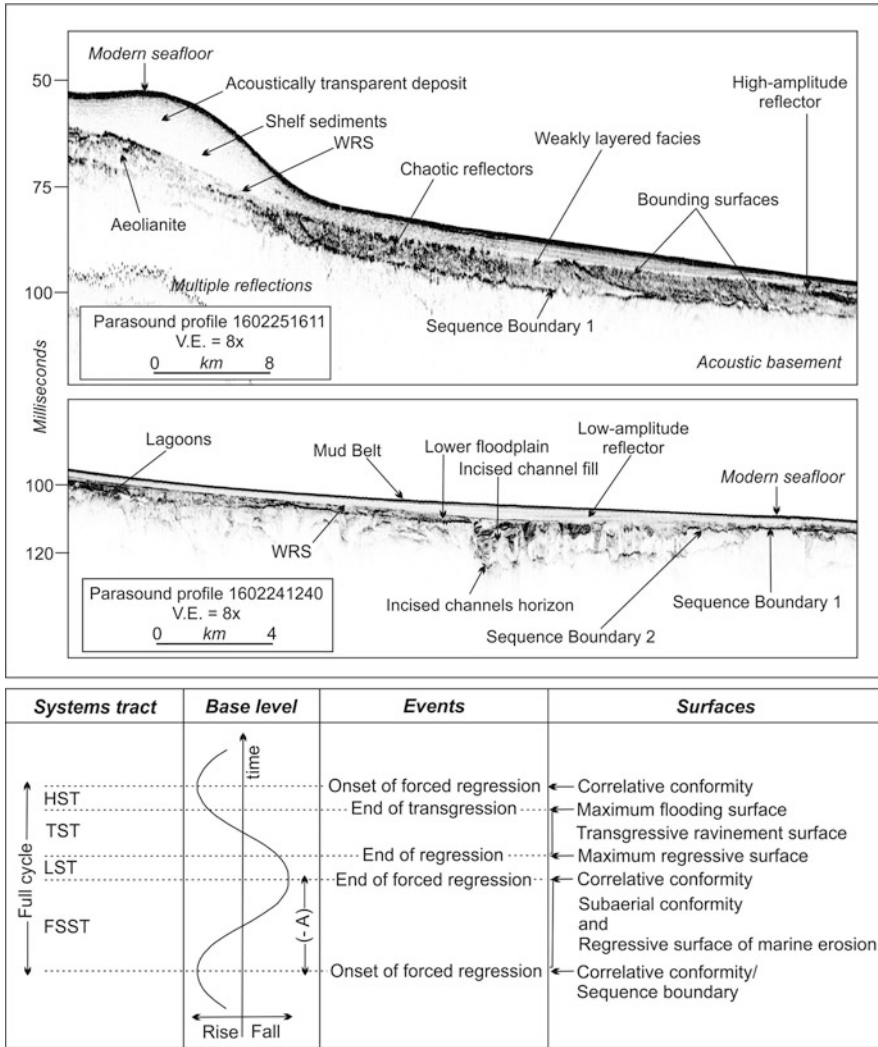 Modern seafloor
Acoustically transparent deposit
High-amplitude
reflector
Shelf sediments
Weakly layered facies
WRS
Chaotic reflectors
Bounding surfaces
Aeolianite
Multiple reflections
Sequence Boundary 1
Acoustic basement
Parasound profile 1602251611
V.E. = 8x
0 km 8
50
75
100
Milliseconds
100
120
Lagoons
Mud Belt
Lower floodplain
Incised channel fill
Low-amplitude
reflector
Modern seafloor
WRS
Incised channels horizon
Sequence Boundary 2
Sequence Boundary 1
Parasound profile 1602241240
V.E. = 8x
0 km 4
Systems tract Base level Events Surfaces
time
Onset of forced regression Correlative conformity
HST
End of transgression Maximum flooding surface
TST
Transgressive ravinement surface
End of regression Maximum regressive surface
LST
End of forced regression Correlative conformity
Full cycle
(- A)
Subaerial conformity
and
FSST
Regressive surface of marine erosion
Onset of forced regression Correlative conformity/
Sequence boundary
Rise Fall